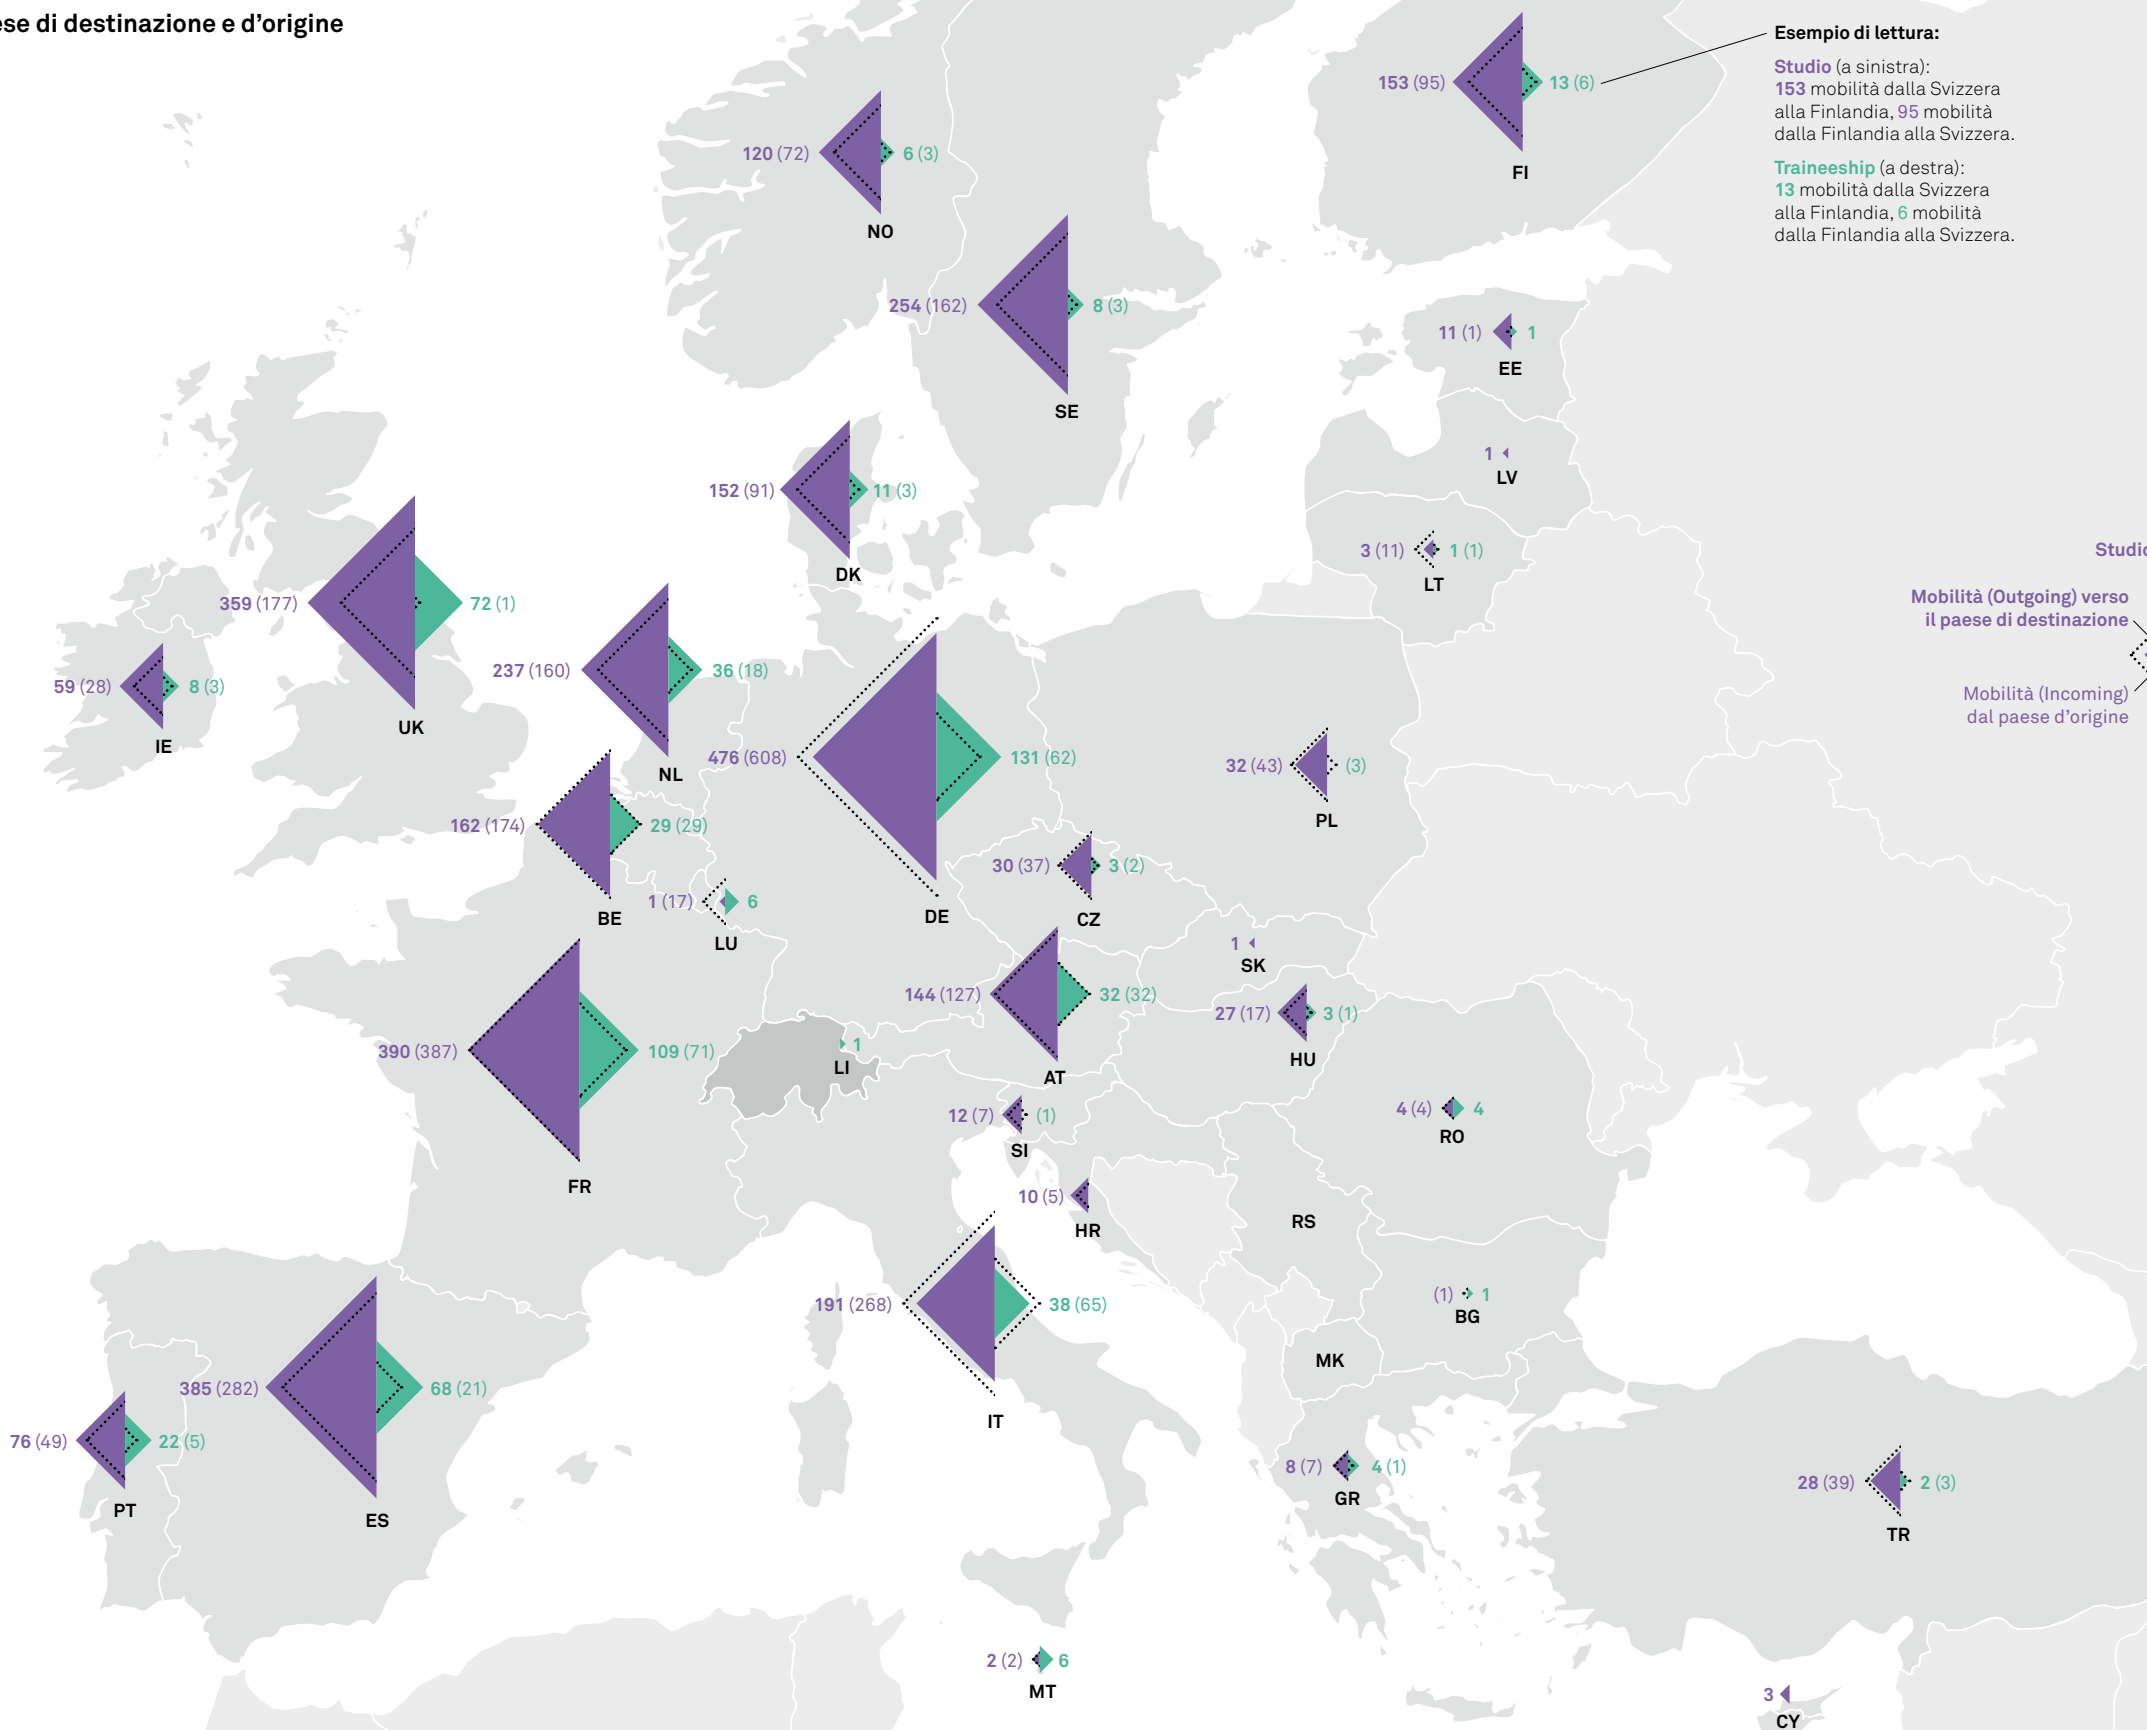 ese di destinazione e d'origine
Esempio di lettura:
Studio (a sinistra):
153 mobilità dalla Svizzera
alla Finlandia, 95 mobilità
dalla Finlandia alla Svizzera.
Traineeship (a destra):
13 mobilità dalla Svizzera
alla Finlandia, 6 mobilità
dalla Finlandia alla Svizzera.
153 (95) 13 (6)
FI
120 (72) 6 (3)
NO
254 (162) 8 (3)
SE
11 (1) 1
EE
1
LV
152 (91) 11 (3)
DK
3 (11) 1 (1)
LT
Studio
Mobilità (Outgoing) verso
il paese di destinazione
Mobilità (Incoming)
dal paese d'origine
359 (177) 72 (1)
UK
59 (28) 8 (3)
IE
237 (160) 36 (18)
NL
476 (608) 131 (62)
DE
32 (43) (3)
PL
162 (174) 29 (29)
BE
30 (37) 3 (2)
CZ
1 (17) 6
LU
1
SK
144 (127) 32 (32)
AT
27 (17) 3 (1)
HU
390 (387) 109 (71)
FR
1
LI
12 (7) (1)
SI
4 (4) 4
RO
10 (5)
HR
RS
191 (268) 38 (65)
IT
(1) 1
BG
MK
385 (282) 68 (21)
ES
76 (49) 22 (5)
PT
8 (7) 4 (1)
GR
28 (39) 2 (3)
TR
2 (2) 6
MT
3
CY